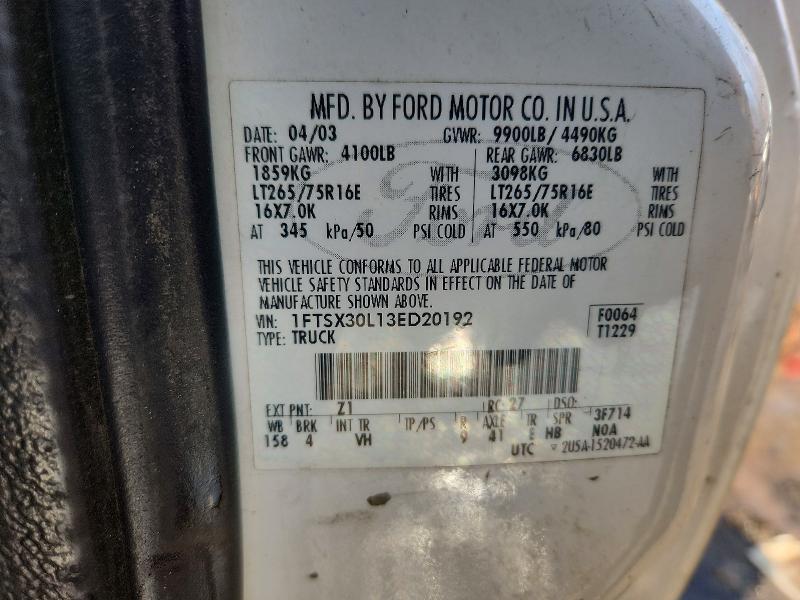 MFD. BY FORD MOTOR CO. IN U.S.A.
DATE: 04/03 GVWR: 9900LB/ 4490KG
FRONT GAWR: 4100LB REAR GAWR: 6830LB
1859KG WITH 3098KG WITH
LT265/75R16E TIRES LT265/75R16E TIRES
16X7.0K RIMS 16X7.0K RIMS
AT 345 kPa/50 PSI COLD AT 550 kPa/80 PSI COLD
Ford
THIS VEHICLE CONFORMS TO ALL APPLICABLE FEDERAL MOTOR
VEHICLE SAFETY STANDARDS IN EFFECT ON THE DATE OF
MANUFACTURE SHOWN ABOVE.
VIN: 1FTSX30L13ED20192 F0064
TYPE: TRUCK T1229
EXT PNT: Z1 RC: 27 DSO:
WB BRK INT TR TP/PS R AXLE TR SPR 3F714
158 4 VH 9 41 E HB N0A
UTC 2U5A-1520472-AA